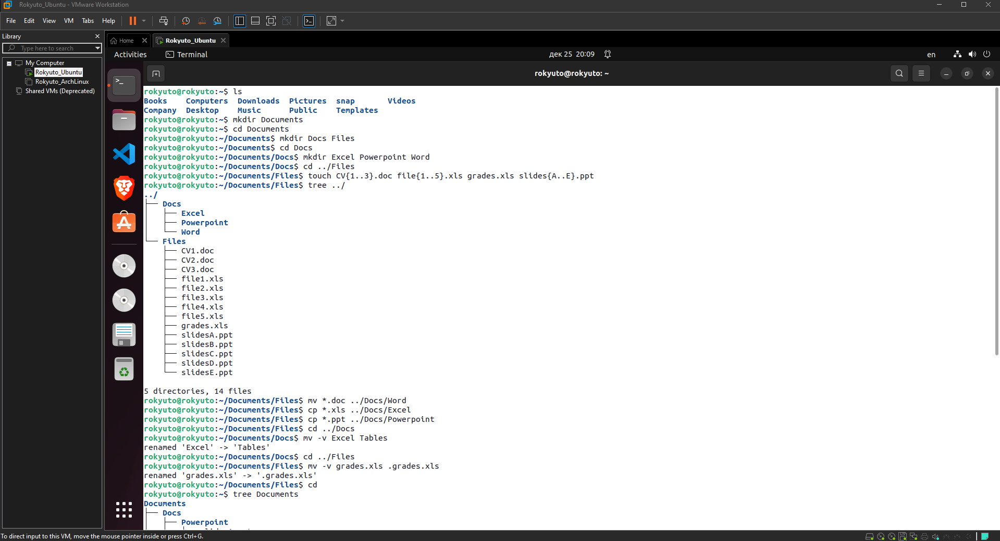 Rokyuto_Ubuntu - VMware Workstation
File Edit View VM Tabs Help
Library
Home Rokyuto_Ubuntu
Type here to search
Activities Terminal дек 25 20:09 en
My Computer
Rokyuto_Ubuntu
Rokyuto_ArchLinux
Shared VMs (Deprecated)
rokyuto@rokyuto: ~
rokyuto@rokyuto:~$ ls
Books Computers Downloads Pictures snap Videos
Company Desktop Music Public Templates
rokyuto@rokyuto:~$ mkdir Documents
rokyuto@rokyuto:~$ cd Documents
rokyuto@rokyuto:~/Documents$ mkdir Docs Files
rokyuto@rokyuto:~/Documents$ cd Docs
rokyuto@rokyuto:~/Documents/Docs$ mkdir Excel Powerpoint Word
rokyuto@rokyuto:~/Documents/Docs$ cd ../Files
rokyuto@rokyuto:~/Documents/Files$ touch CV{1..3}.doc file{1..5}.xls grades.xls slides{A..E}.ppt
rokyuto@rokyuto:~/Documents/Files$ tree ../
../
├── Docs
│   ├── Excel
│   ├── Powerpoint
│   └── Word
└── Files
    ├── CV1.doc
    ├── CV2.doc
    ├── CV3.doc
    ├── file1.xls
    ├── file2.xls
    ├── file3.xls
    ├── file4.xls
    ├── file5.xls
    ├── grades.xls
    ├── slidesA.ppt
    ├── slidesB.ppt
    ├── slidesC.ppt
    ├── slidesD.ppt
    └── slidesE.ppt
5 directories, 14 files
rokyuto@rokyuto:~/Documents/Files$ mv *.doc ../Docs/Word
rokyuto@rokyuto:~/Documents/Files$ cp *.xls ../Docs/Excel
rokyuto@rokyuto:~/Documents/Files$ cp *.ppt ../Docs/Powerpoint
rokyuto@rokyuto:~/Documents/Files$ cd ../Docs
rokyuto@rokyuto:~/Documents/Docs$ mv -v Excel Tables
renamed 'Excel' -> 'Tables'
rokyuto@rokyuto:~/Documents/Docs$ cd ../Files
rokyuto@rokyuto:~/Documents/Files$ mv -v grades.xls .grades.xls
renamed 'grades.xls' -> '.grades.xls'
rokyuto@rokyuto:~/Documents/Files$ cd
rokyuto@rokyuto:~$ tree Documents
Documents
├── Docs
│   ├── Powerpoint
To direct input to this VM, move the mouse pointer inside or press Ctrl+G.